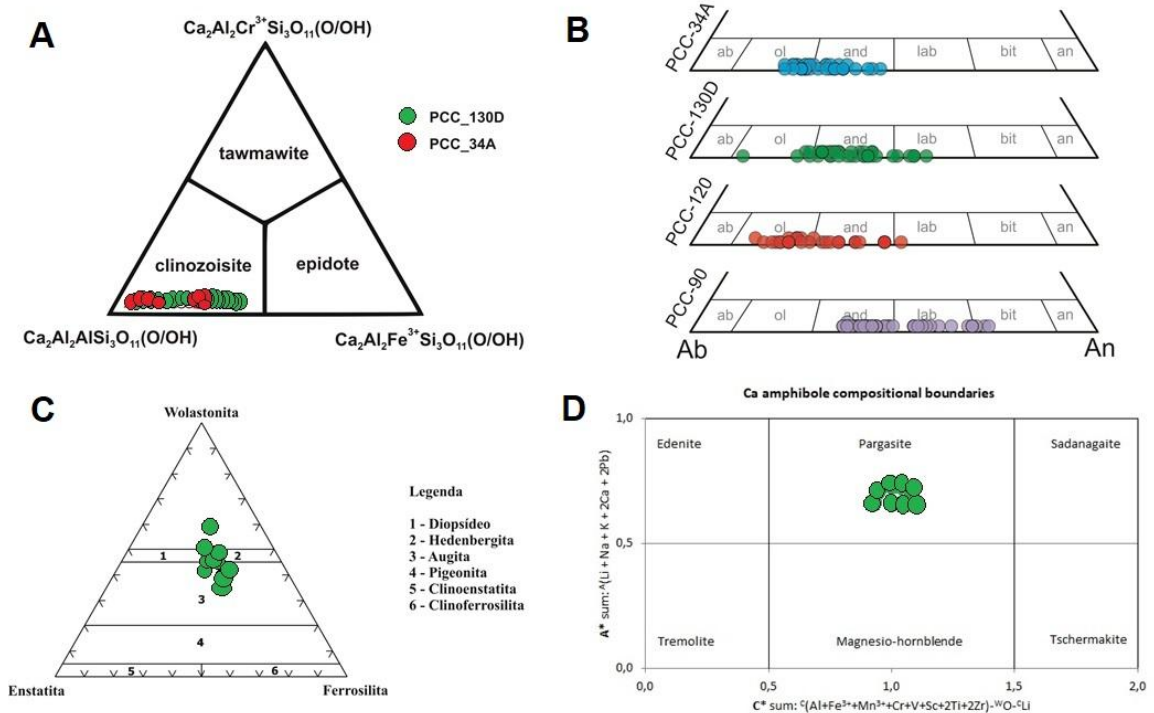 A
Ca₂Al₂Cr³⁺Si₃O₁₁(O/OH)
PCC_130D
PCC_34A
tawmawite
clinozoisite
epidote
Ca₂Al₂AlSi₃O₁₁(O/OH)
Ca₂Al₂Fe³⁺Si₃O₁₁(O/OH)
B
PCC-34A
ab ol and lab bit an
PCC-130D
ab ol and lab bit an
PCC-120
ab ol and lab bit an
PCC-90
ab ol and lab bit an
Ab An
C
Wolastonita
1 2
3
4
5 6
Enstatita Ferrosilita
Legenda
1 - Diopsídeo
2 - Hedenbergita
3 - Augita
4 - Pigeonita
5 - Clinoenstatita
6 - Clinoferrosilita
D
Ca amphibole compositional boundaries
1,0
Edenite Pargasite Sadanagaite
0,5
Tremolite Magnesio-hornblende Tschermakite
0,0
0,0 0,5 1,0 1,5 2,0
A* sum: ᴬ(Li + Na + K + 2Ca + 2Pb)
C* sum: ᶜ(Al+Fe³⁺+Mn³⁺+Cr+V+Sc+2Ti+2Zr)-ᵂO-ᶜLi